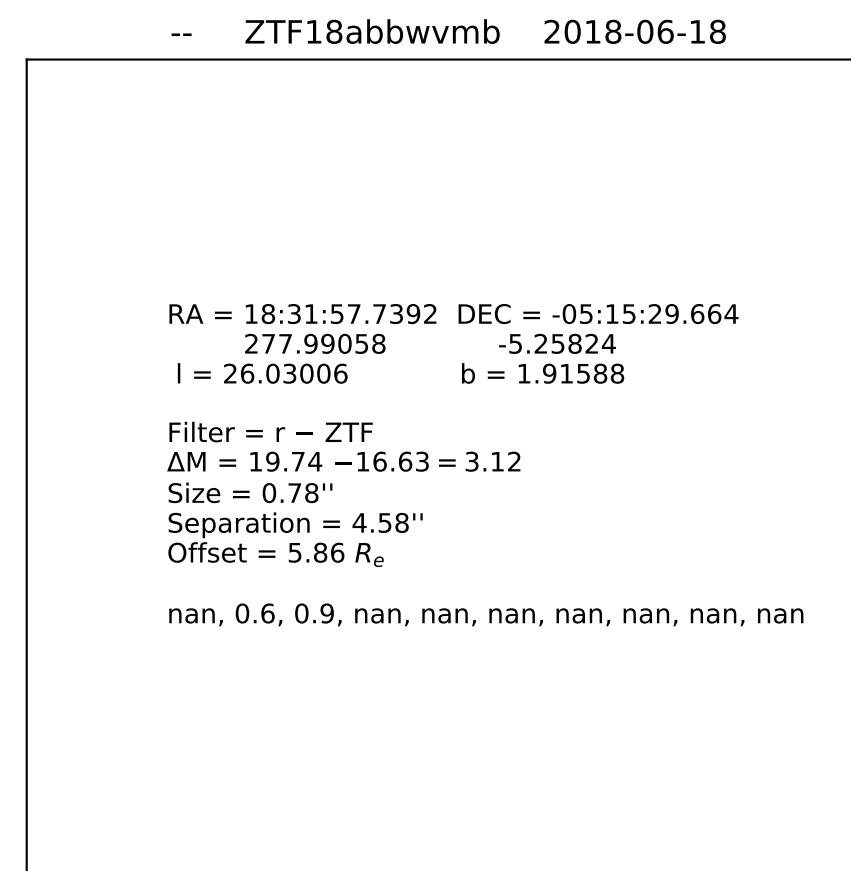 -- ZTF18abbwvmb 2018-06-18
RA = 18:31:57.7392 DEC = -05:15:29.664
277.99058 -5.25824
l = 26.03006 b = 1.91588
Filter = r − ZTF
ΔM = 19.74 −16.63 = 3.12
Size = 0.78''
Separation = 4.58''
Offset = 5.86 Rₑ
nan, 0.6, 0.9, nan, nan, nan, nan, nan, nan, nan